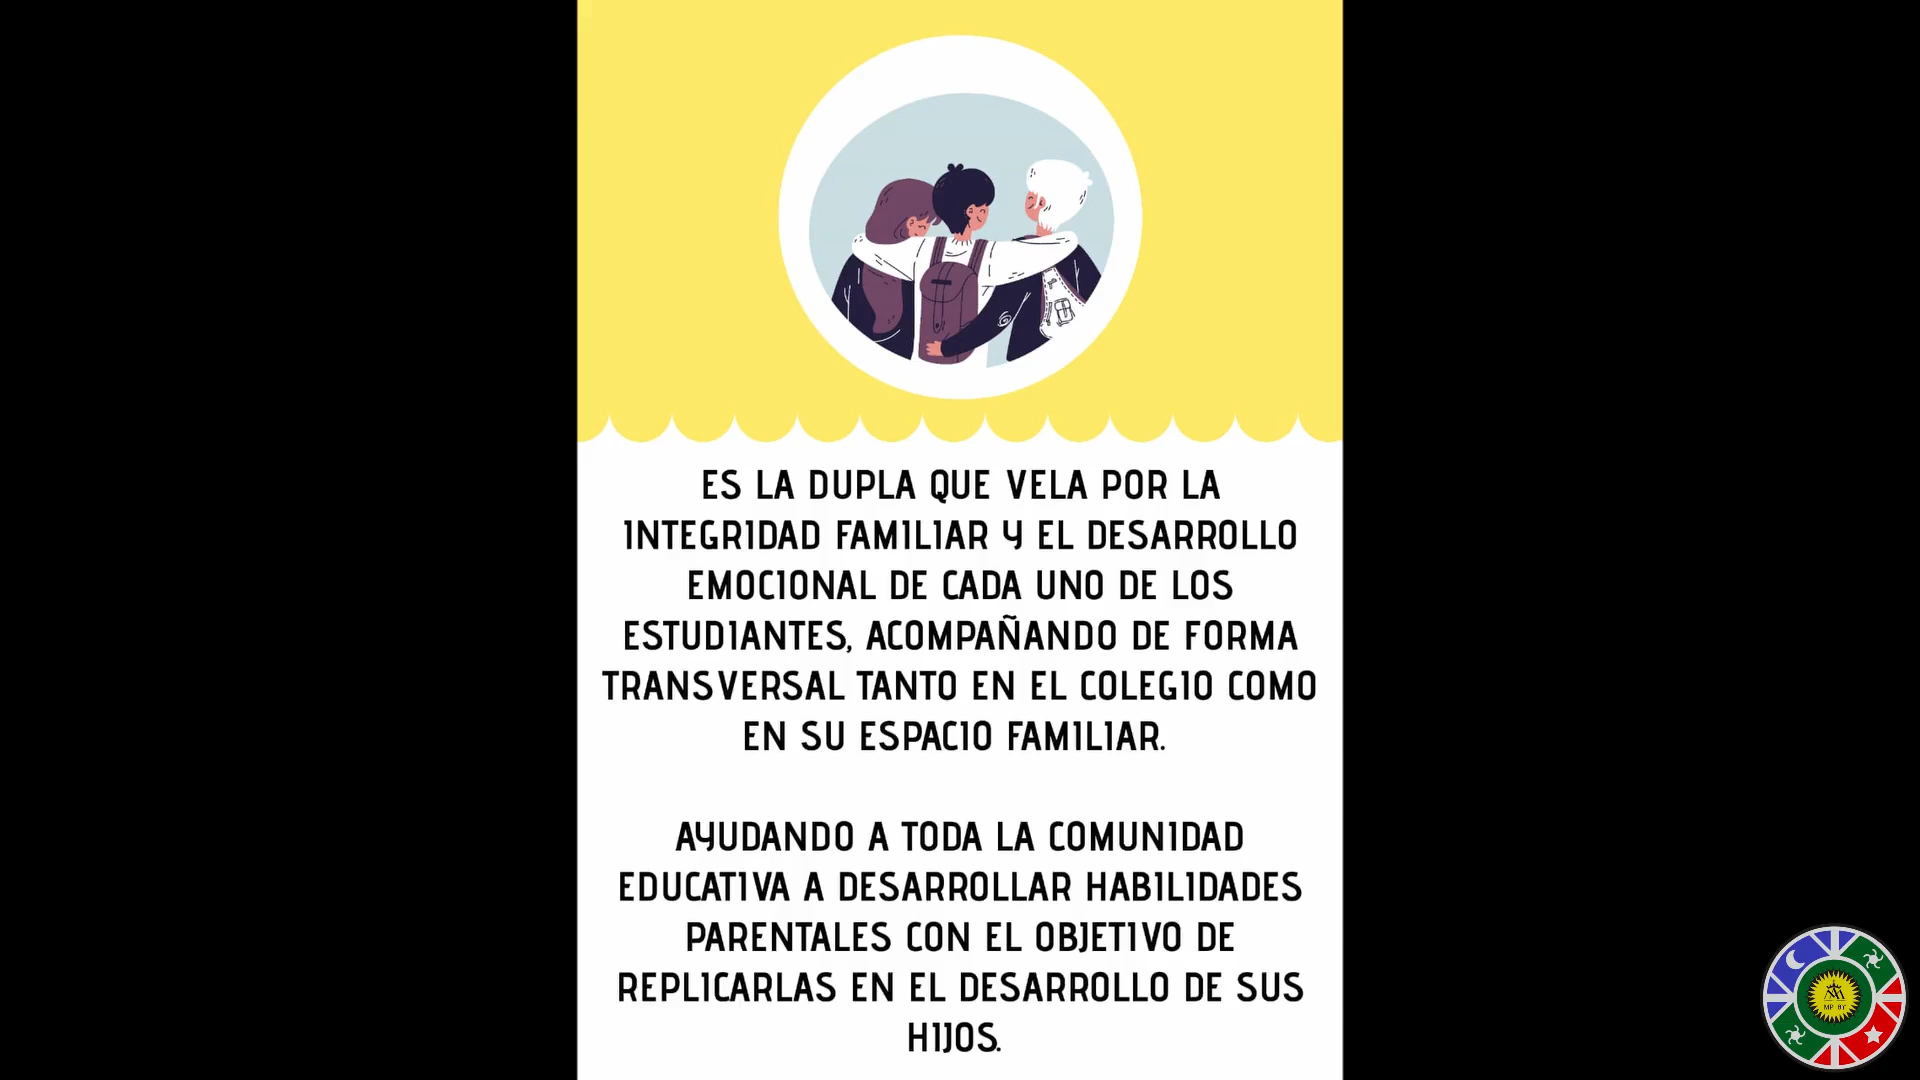 ES LA DUPLA QUE VELA POR LA
INTEGRIDAD FAMILIAR Y EL DESARROLLO
EMOCIONAL DE CADA UNO DE LOS
ESTUDIANTES, ACOMPAÑANDO DE FORMA
TRANSVERSAL TANTO EN EL COLEGIO COMO
EN SU ESPACIO FAMILIAR.
AYUDANDO A TODA LA COMUNIDAD
EDUCATIVA A DESARROLLAR HABILIDADES
PARENTALES CON EL OBJETIVO DE
REPLICARLAS EN EL DESARROLLO DE SUS
HIJOS.